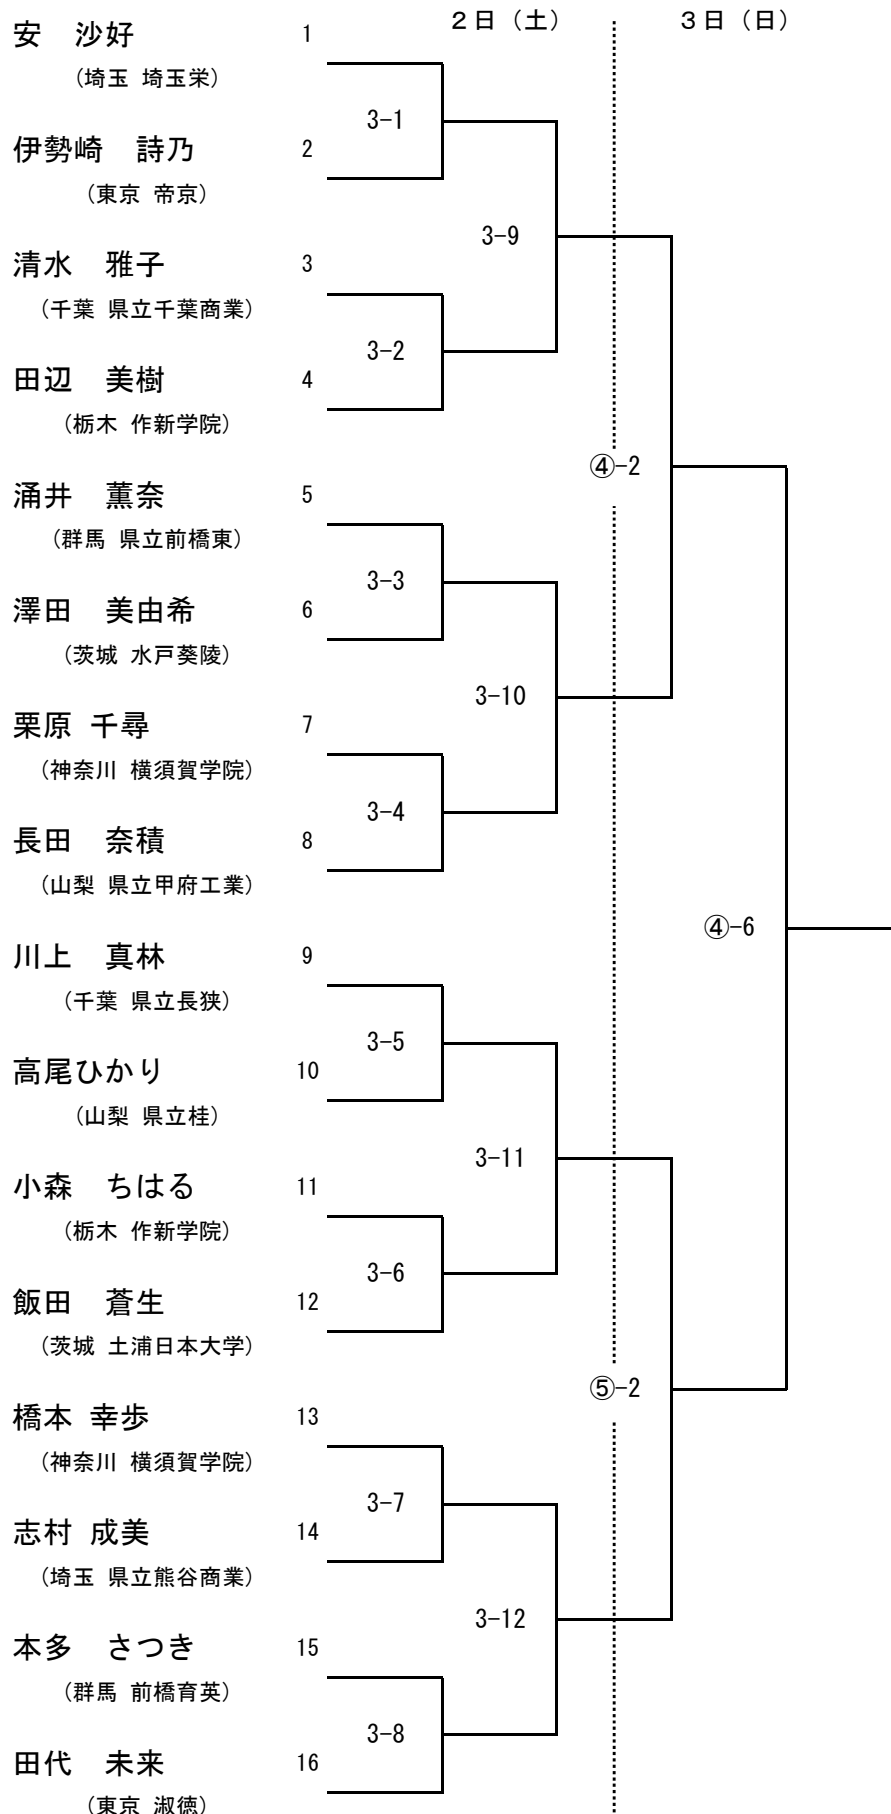 ２日（土） ３日（日）
安　沙好 1
（埼玉 埼玉栄）
3-1
伊勢崎　詩乃 2
（東京 帝京）
3-9
清水　雅子 3
（千葉 県立千葉商業）
3-2
田辺　美樹 4
（栃木 作新学院）
④-2
涌井　薫奈 5
（群馬 県立前橋東）
3-3
澤田　美由希 6
（茨城 水戸葵陵）
3-10
栗原 千尋 7
（神奈川 横須賀学院）
3-4
長田　奈積 8
（山梨 県立甲府工業）
④-6
川上　真林 9
（千葉 県立長狭）
3-5
高尾ひかり 10
（山梨 県立桂）
3-11
小森　ちはる 11
（栃木 作新学院）
3-6
飯田　蒼生 12
（茨城 土浦日本大学）
⑤-2
橋本 幸歩 13
（神奈川 横須賀学院）
3-7
志村 成美 14
（埼玉 県立熊谷商業）
3-12
本多　さつき 15
（群馬 前橋育英）
3-8
田代　未来 16
（東京 淑徳）